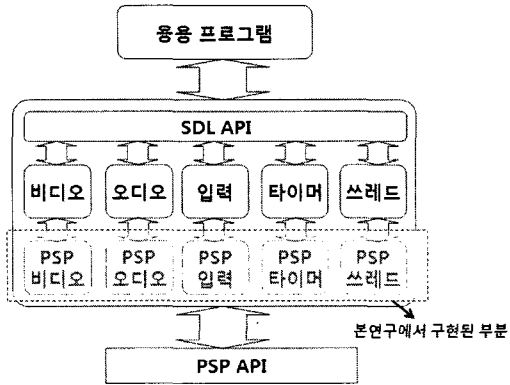 응용 프로그램
SDL API
비디오 오디오 입력 타이머 쓰레드
PSP PSP PSP PSP PSP
비디오 오디오 입력 타이머 쓰레드
본연구에서 구현된 부분
PSP API